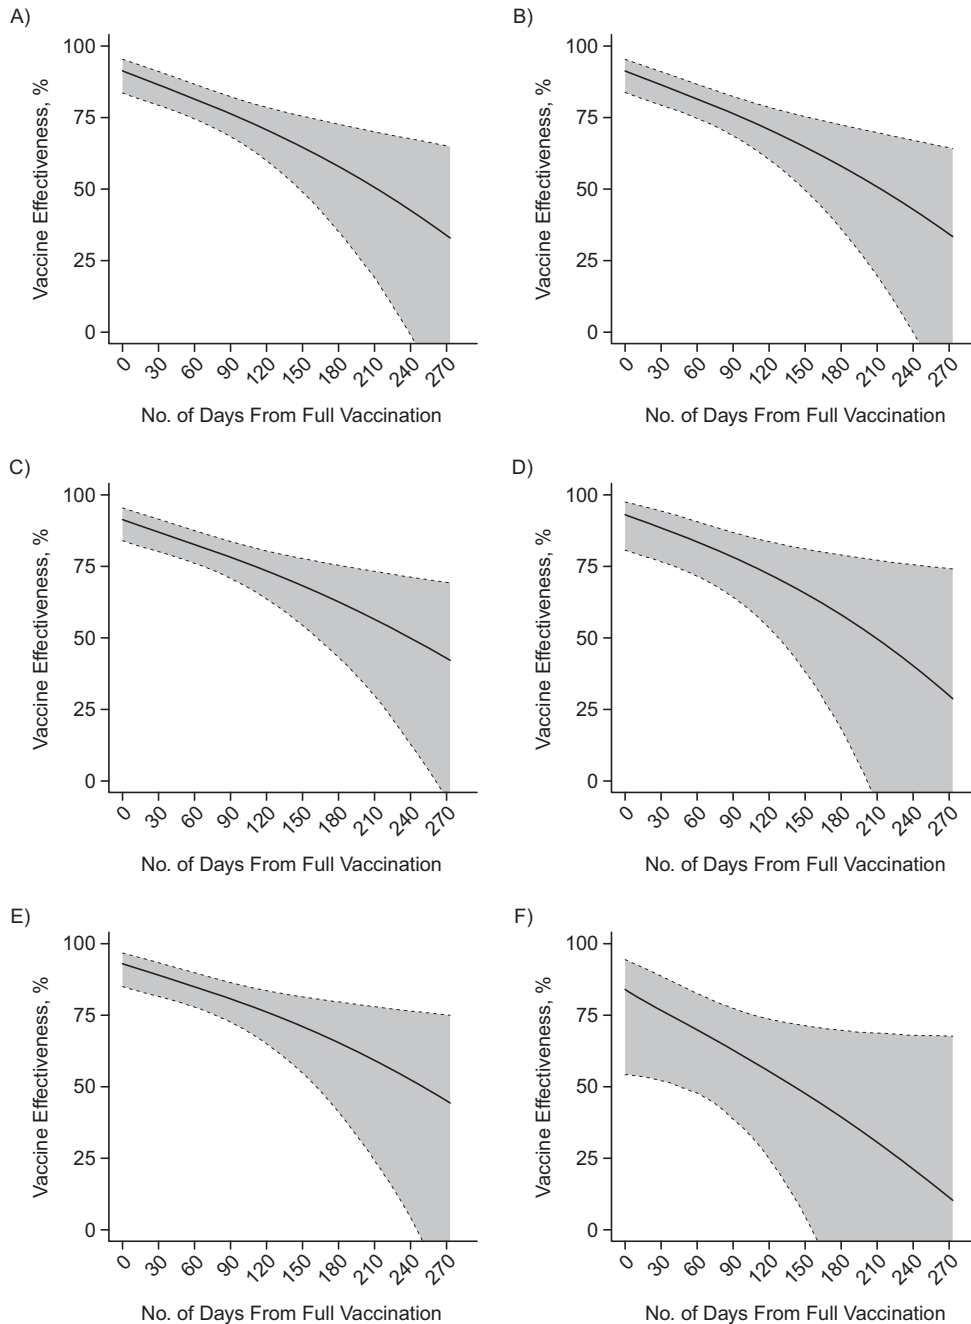 A)
100
75
50
25
0
Vaccine Effectiveness, %
0 30 60 90 120 150 180 210 240 270
No. of Days From Full Vaccination
B)
100
75
50
25
0
Vaccine Effectiveness, %
0 30 60 90 120 150 180 210 240 270
No. of Days From Full Vaccination
C)
100
75
50
25
0
Vaccine Effectiveness, %
0 30 60 90 120 150 180 210 240 270
No. of Days From Full Vaccination
D)
100
75
50
25
0
Vaccine Effectiveness, %
0 30 60 90 120 150 180 210 240 270
No. of Days From Full Vaccination
E)
100
75
50
25
0
Vaccine Effectiveness, %
0 30 60 90 120 150 180 210 240 270
No. of Days From Full Vaccination
F)
100
75
50
25
0
Vaccine Effectiveness, %
0 30 60 90 120 150 180 210 240 270
No. of Days From Full Vaccination